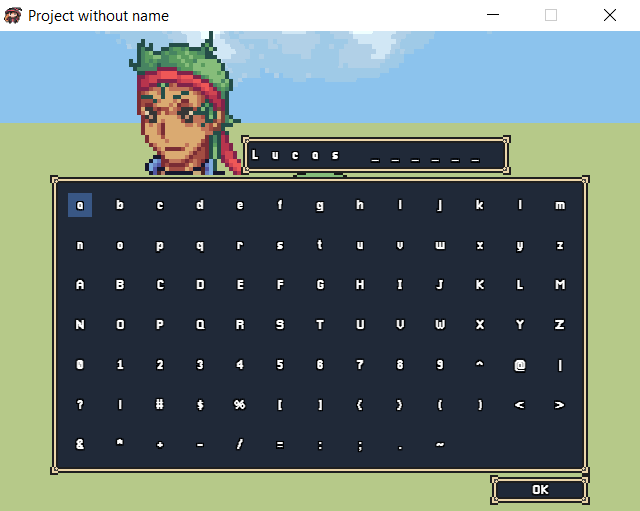 Project without name
Lucas _ _ _ _ _ _
a b c d e f g h i j k l m
n o p q r s t u v w x y z
A B C D E F G H I J K L M
N O P Q R S T U V W X Y Z
0 1 2 3 4 5 6 7 8 9 ^ @ |
? ! # $ % [ ] { } ( ) < >
& * + - / = : ; . ~
OK